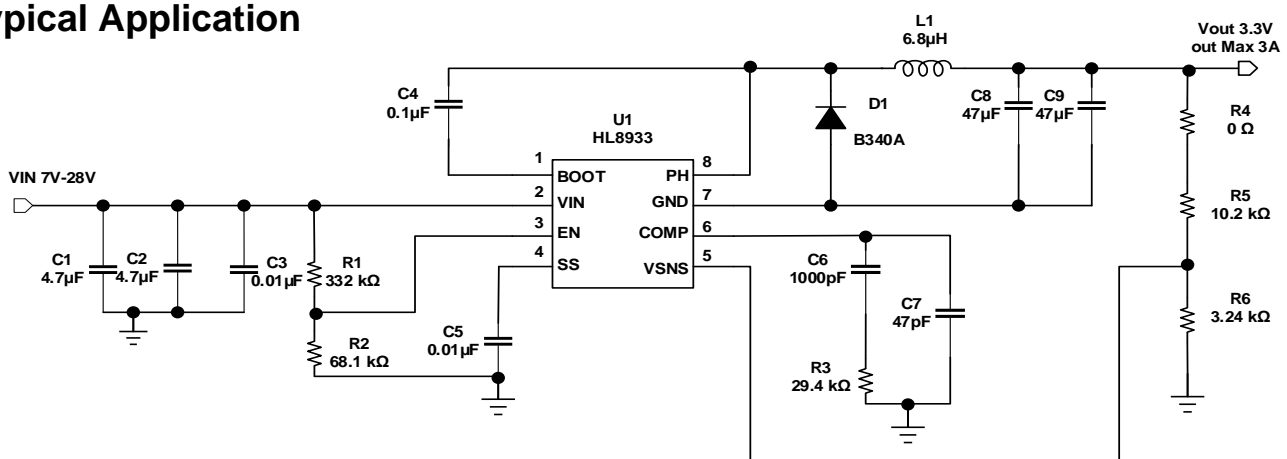 ypical Application
L1
6.8µH
Vout 3.3V
out Max 3A
C4
0.1µF
U1
HL8933
D1
B340A
C8
47µF
C9
47µF
R4
0 Ω
VIN 7V-28V
1
BOOT
2
VIN
3
EN
4
SS
8
PH
7
GND
6
COMP
5
VSNS
R5
10.2 kΩ
C1
4.7µF
C2
4.7µF
C3
0.01µF
R1
332 kΩ
C6
1000pF
C7
47pF
R6
3.24 kΩ
R2
68.1 kΩ
C5
0.01µF
R3
29.4 kΩ